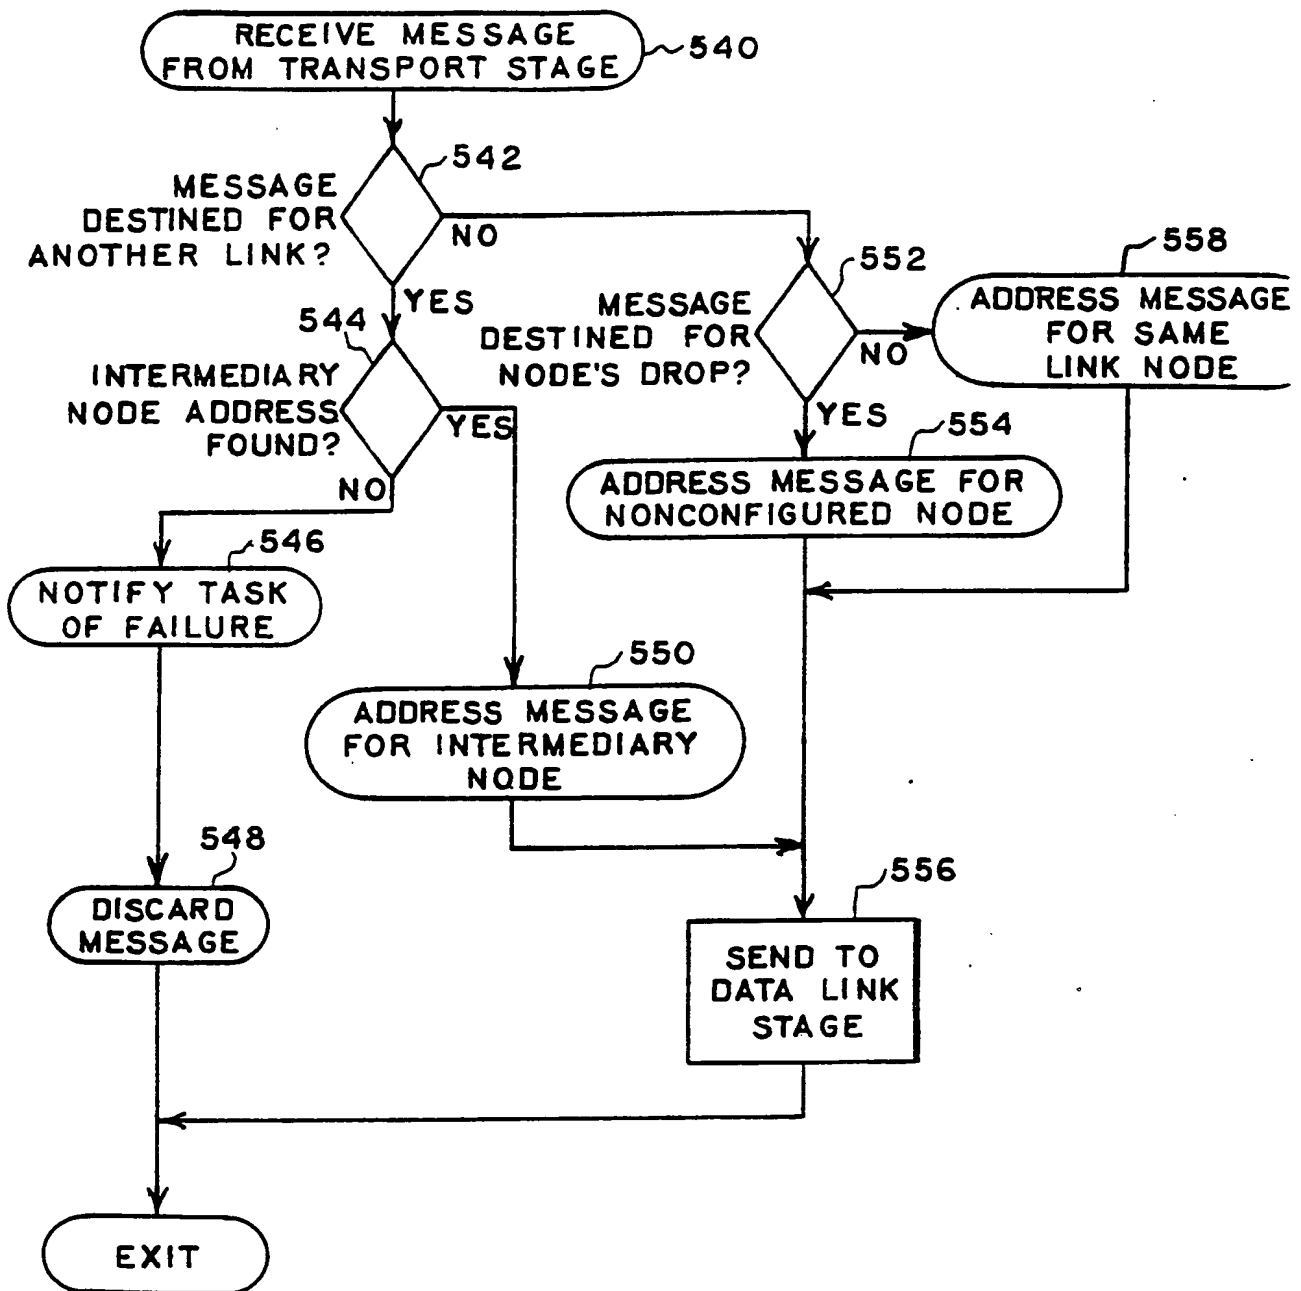 RECEIVE MESSAGE
FROM TRANSPORT STAGE
540
542
MESSAGE
DESTINED FOR
ANOTHER LINK?
NO
YES
544
INTERMEDIARY
NODE ADDRESS
FOUND?
YES
NO
552
MESSAGE
DESTINED FOR
NODE'S DROP?
NO
YES
558
ADDRESS MESSAGE
FOR SAME
LINK NODE
554
ADDRESS MESSAGE FOR
NONCONFIGURED NODE
546
NOTIFY TASK
OF FAILURE
550
ADDRESS MESSAGE
FOR INTERMEDIARY
NODE
548
DISCARD
MESSAGE
556
SEND TO
DATA LINK
STAGE
EXIT